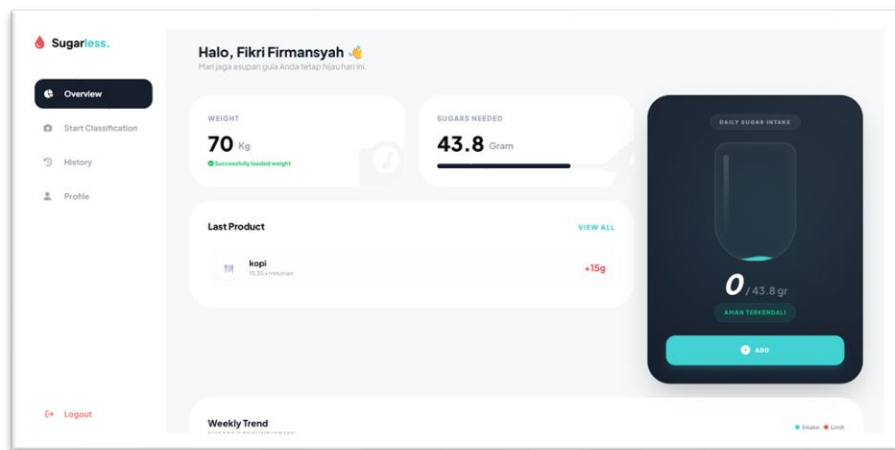 Sugarless.
Overview
Start Classification
History
Profile
Logout
Halo, Fikri Firmansyah
Mari jaga asupan gula Anda tetap hijau hari ini.
WEIGHT
70 Kg
Successfully loaded weight
SUGARS NEEDED
43.8 Gram
Last Product
VIEW ALL
kopi
minuman
+15g
DAILY SUGAR INTAKE
0 / 43.8 gr
AMAN TERKENDALI
ADD
Weekly Trend
Intake
Limit